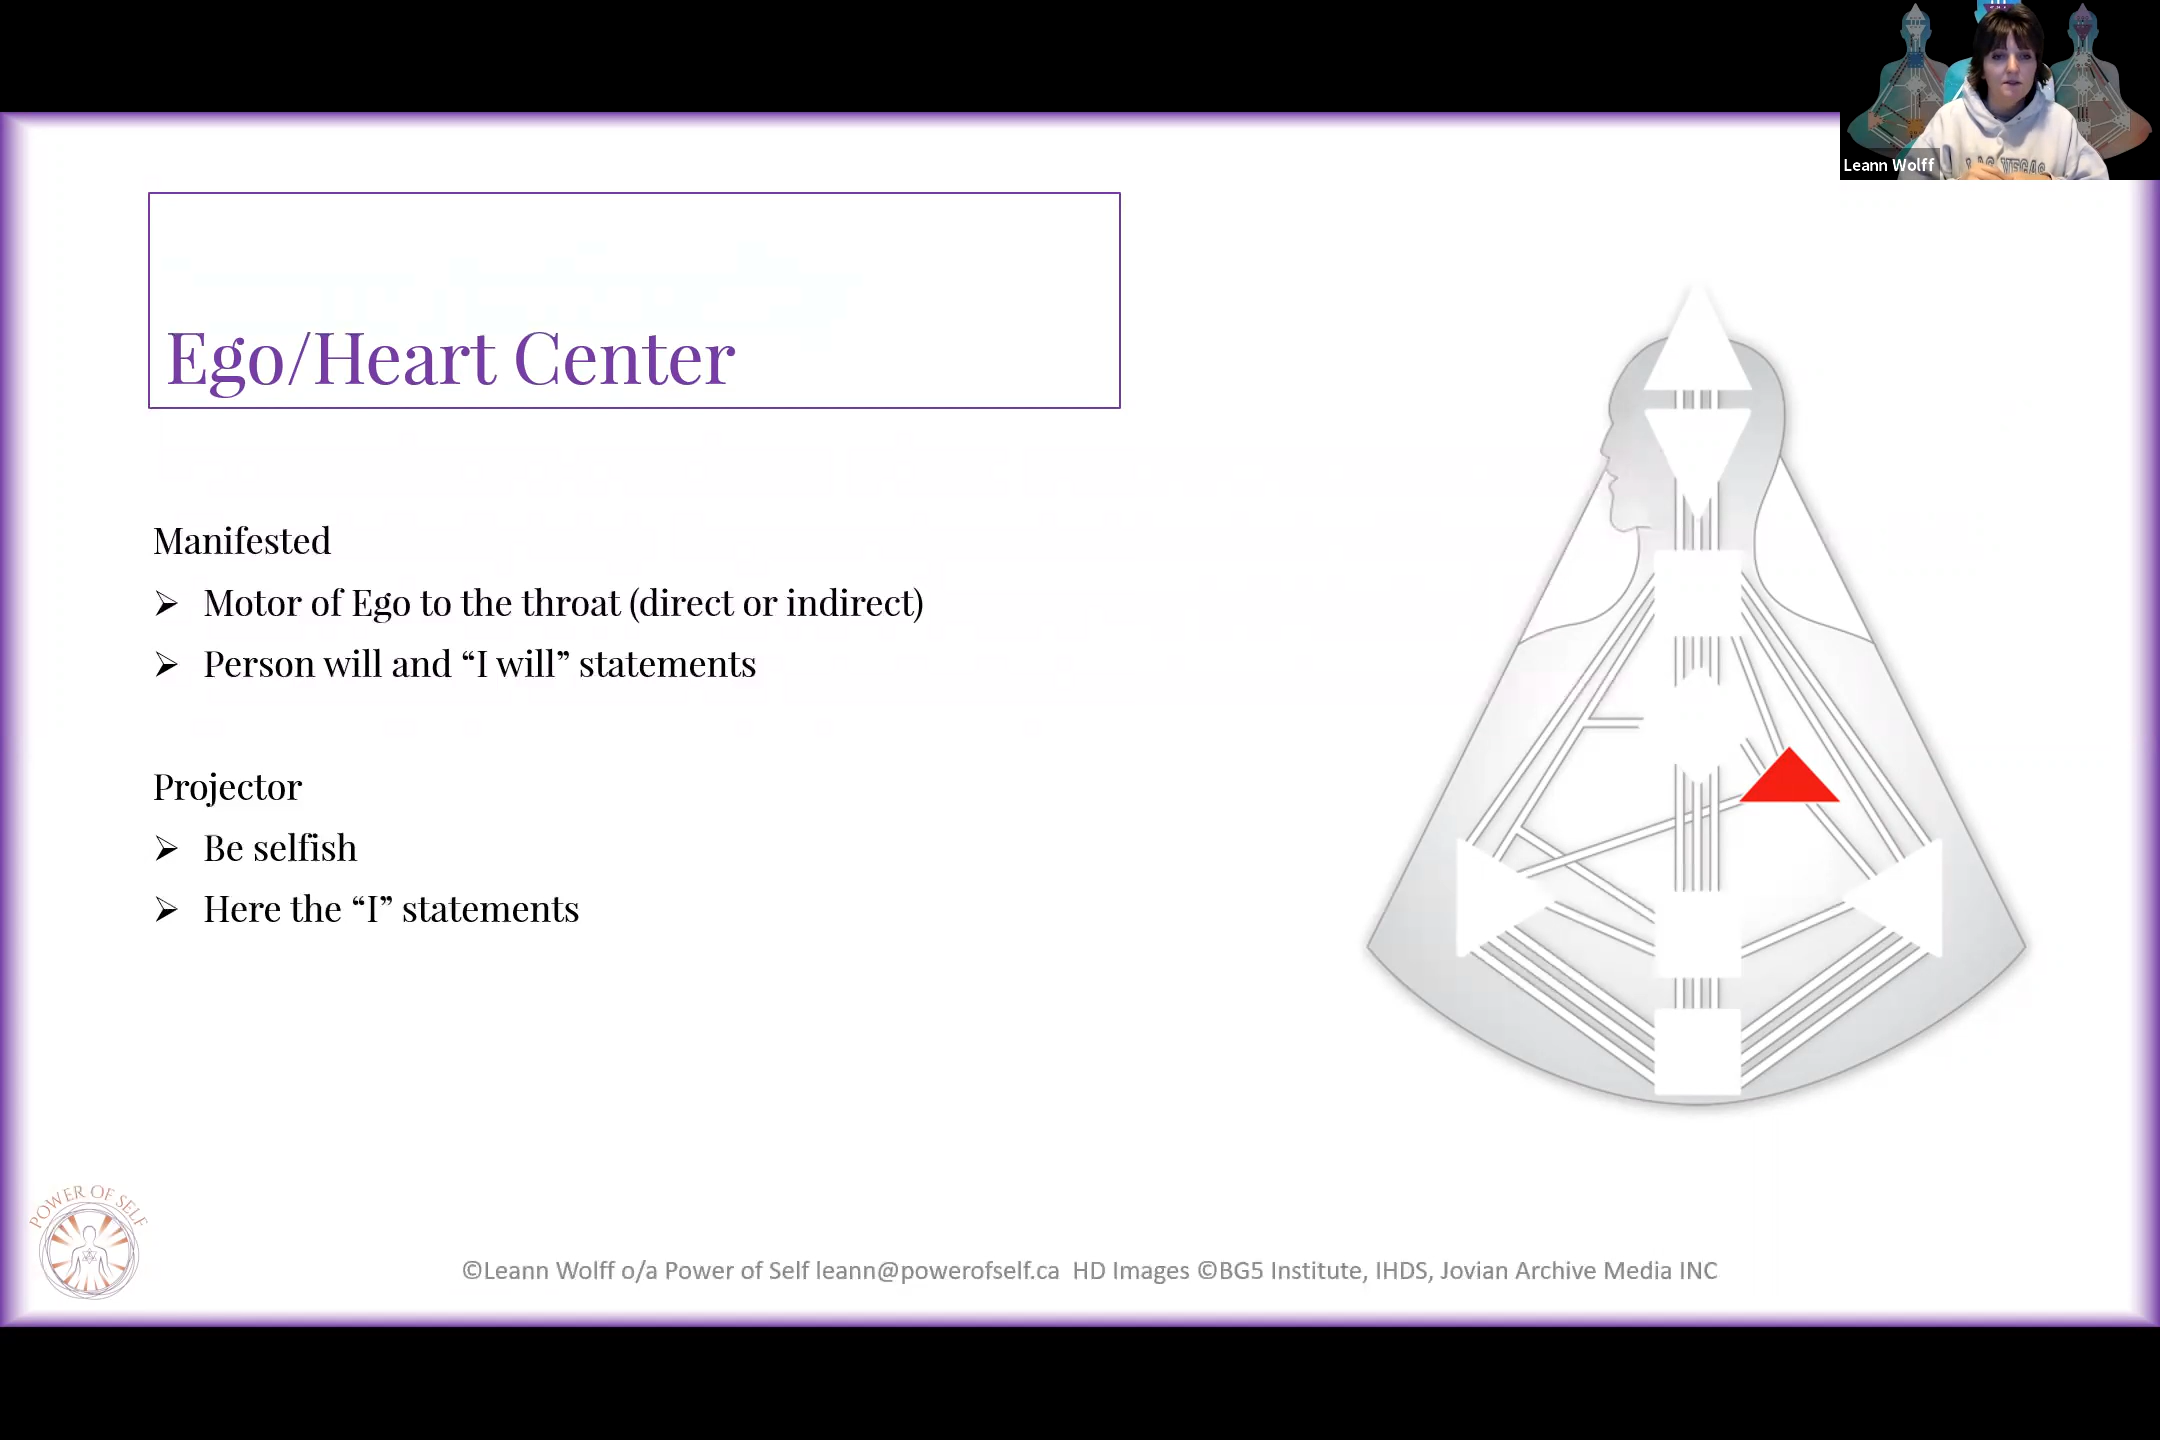 Leann Wolff
LAS VEGAS
Ego/Heart Center
Manifested
➢ Motor of Ego to the throat (direct or indirect)
➢ Person will and “I will” statements
Projector
➢ Be selfish
➢ Here the “I” statements
POWER OF SELF
©Leann Wolff o/a Power of Self leann@powerofself.ca HD Images ©BG5 Institute, IHDS, Jovian Archive Media INC